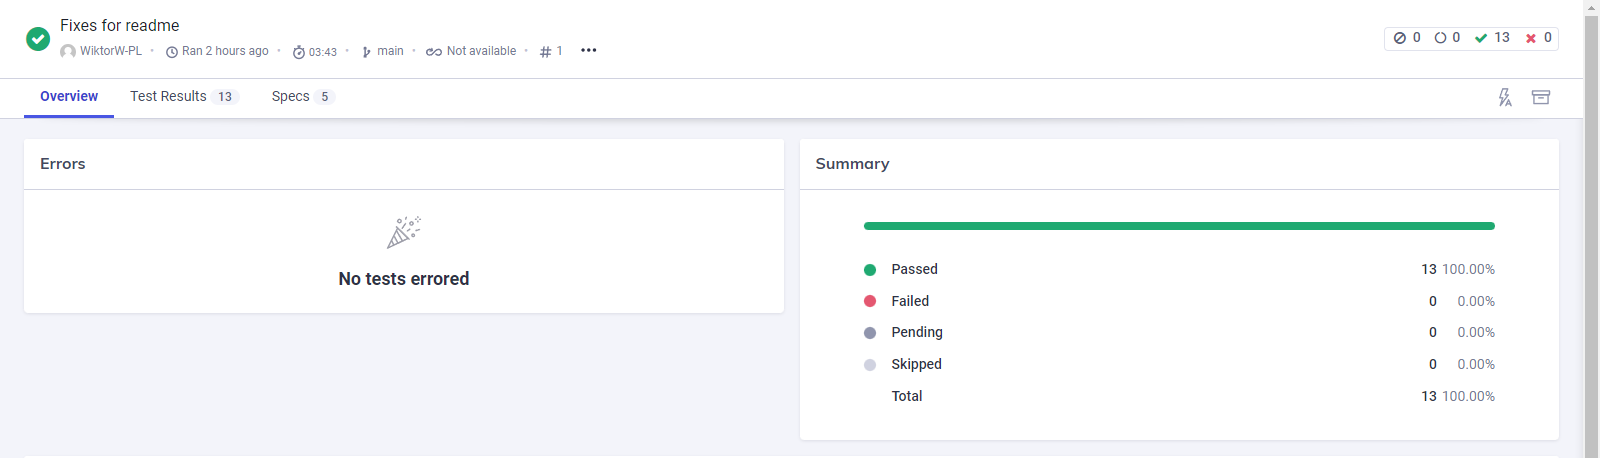 Fixes for readme
WiktorW-PL • Ran 2 hours ago • 03:43 • main • Not available • # 1 •••
0 0 13 0
Overview Test Results 13 Specs 5
Errors
No tests errored
Summary
Passed 13 100.00%
Failed 0 0.00%
Pending 0 0.00%
Skipped 0 0.00%
Total 13 100.00%